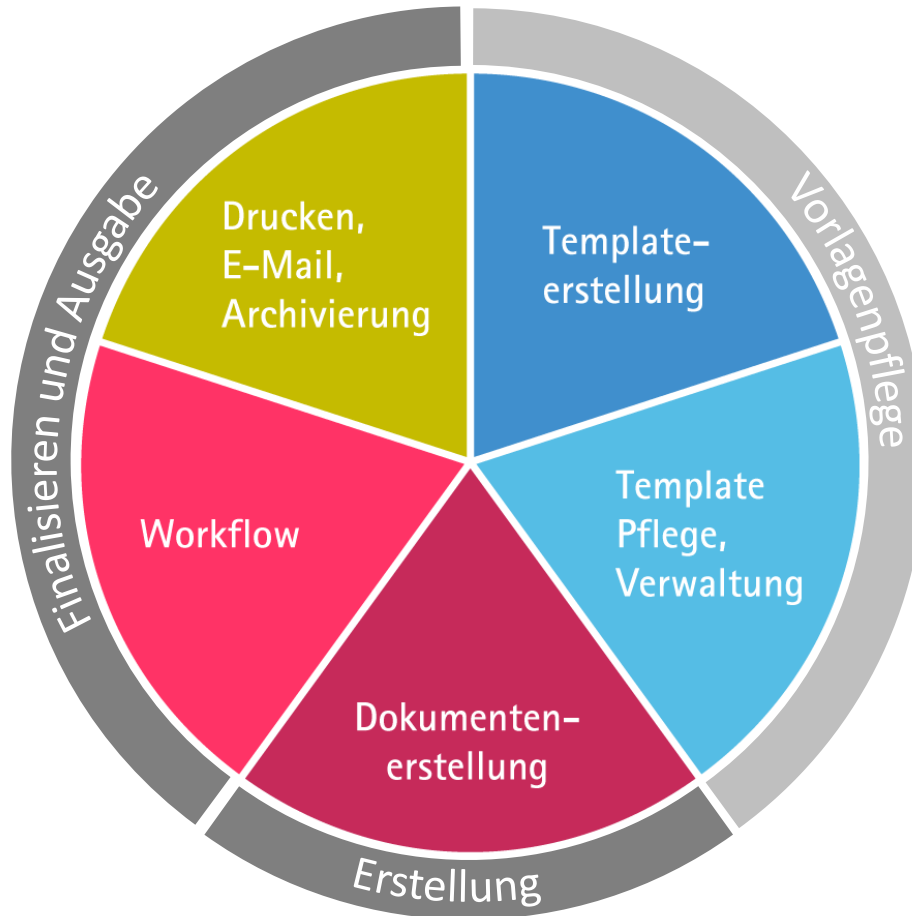 Drucken,
E-Mail,
Archivierung
Template-
erstellung
Template
Pflege,
Verwaltung
Dokumenten-
erstellung
Workflow
Vorlagenpflege
Erstellung
Finalisieren und Ausgabe